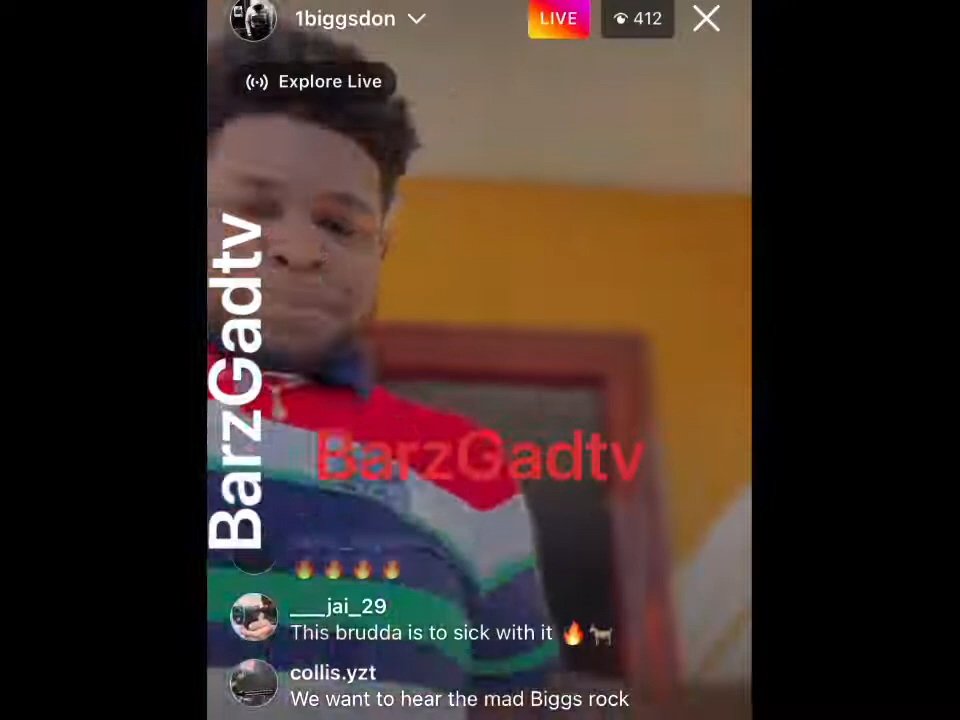 1biggsdon
LIVE
412
Explore Live
BarzGadtv
BarzGadtv
🔥🔥🔥🔥
___jai_29
This brudda is to sick with it 🔥🐐
collis.yzt
We want to hear the mad Biggs rock